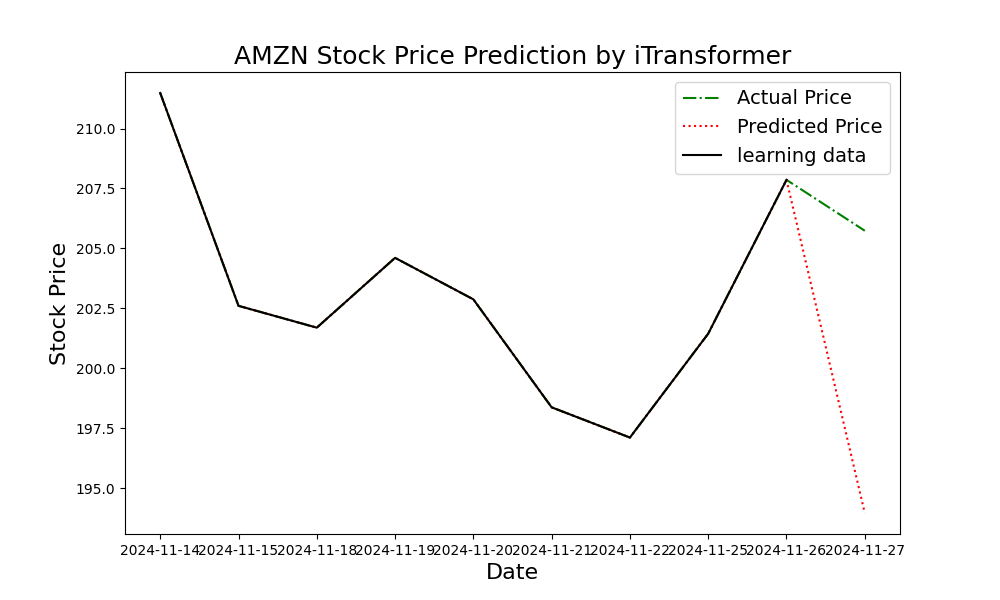 AMZN Stock Price Prediction by iTransformer
Actual Price
Predicted Price
learning data
Stock Price
210.0
207.5
205.0
202.5
200.0
197.5
195.0
2024-11-14 2024-11-15 2024-11-18 2024-11-19 2024-11-20 2024-11-21 2024-11-22 2024-11-25 2024-11-26 2024-11-27
Date